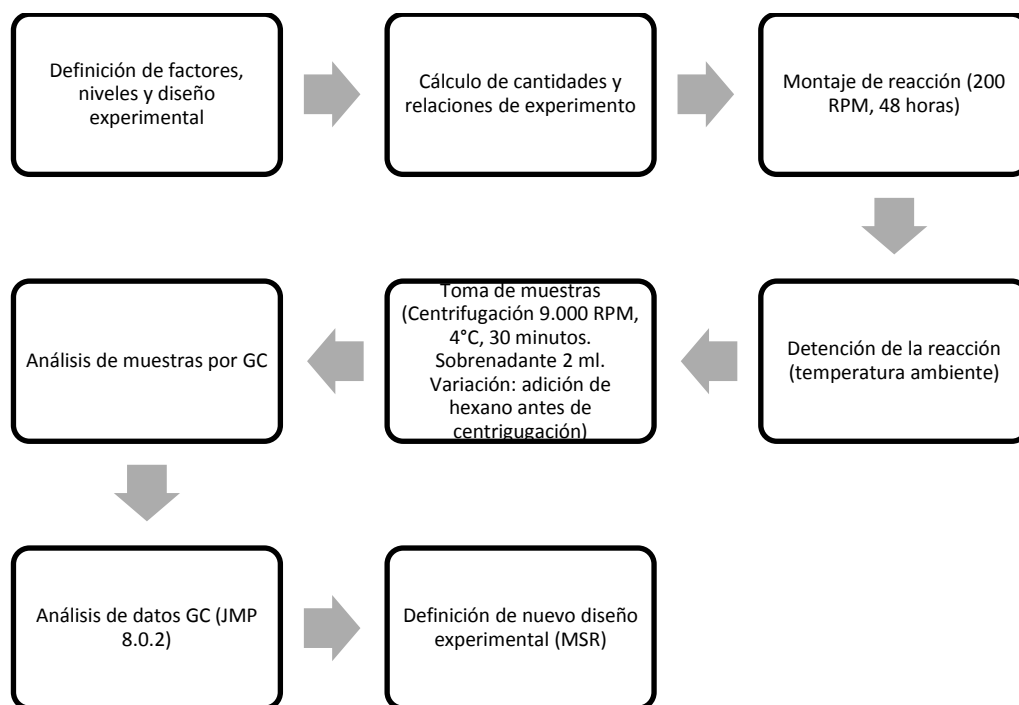 Definición de factores,
niveles y diseño
experimental
Cálculo de cantidades y
relaciones de experimento
Montaje de reacción (200
RPM, 48 horas)
Detención de la reacción
(temperatura ambiente)
Toma de muestras
(Centrifugación 9.000 RPM,
4°C, 30 minutos.
Sobrenadante 2 ml.
Variación: adición de
hexano antes de
centrigugación)
Análisis de muestras por GC
Análisis de datos GC (JMP
8.0.2)
Definición de nuevo diseño
experimental (MSR)